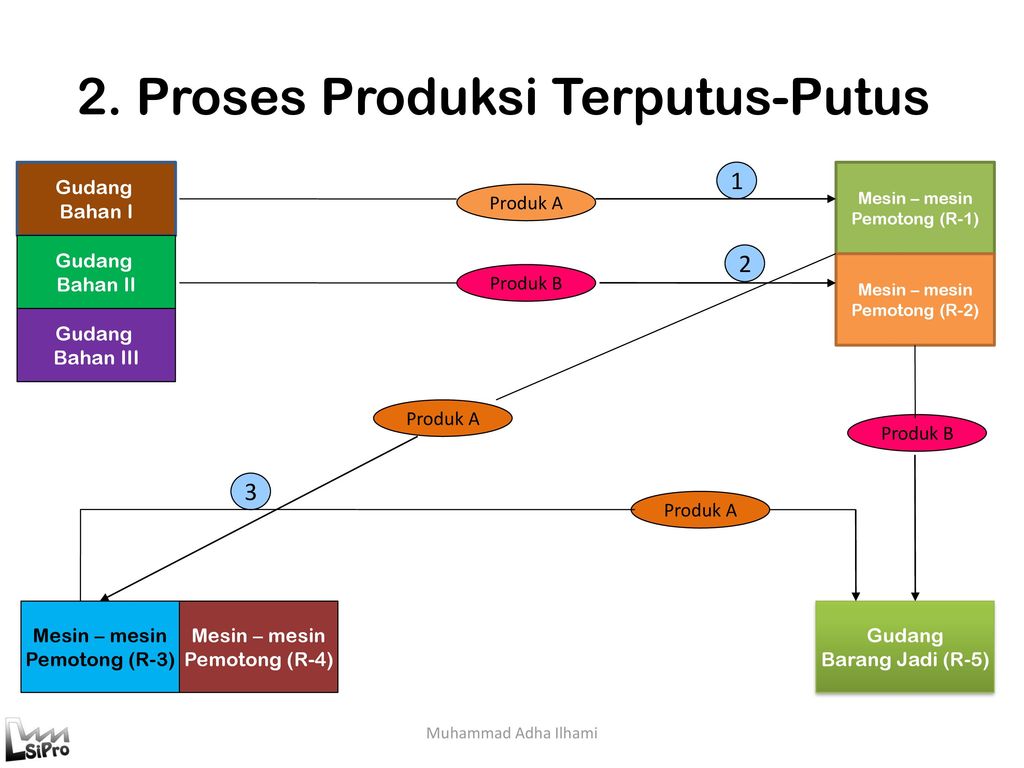 2. Proses Produksi Terputus-Putus
Gudang
Bahan I
Produk A
1
Mesin – mesin
Pemotong (R-1)
Gudang
Bahan II
Produk B
2
Mesin – mesin
Pemotong (R-2)
Gudang
Bahan III
Produk A
Produk B
3
Produk A
Mesin – mesin
Pemotong (R-3)
Mesin – mesin
Pemotong (R-4)
Gudang
Barang Jadi (R-5)
Muhammad Adha Ilhami
SiPro